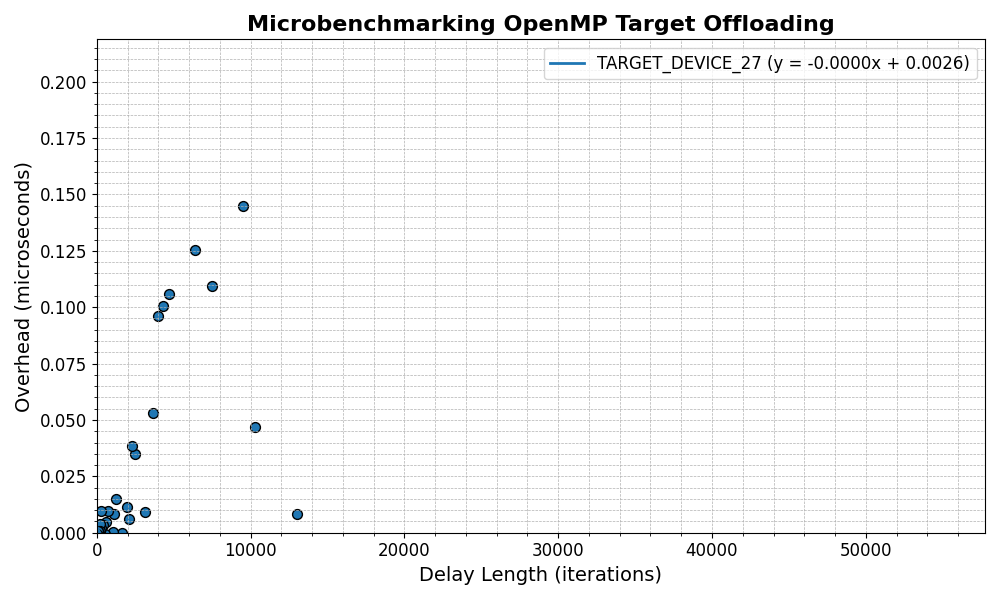 Microbenchmarking OpenMP Target Offloading
TARGET_DEVICE_27 (y = -0.0000x + 0.0026)
Overhead (microseconds)
0.200
0.175
0.150
0.125
0.100
0.075
0.050
0.025
0.000
0 10000 20000 30000 40000 50000
Delay Length (iterations)